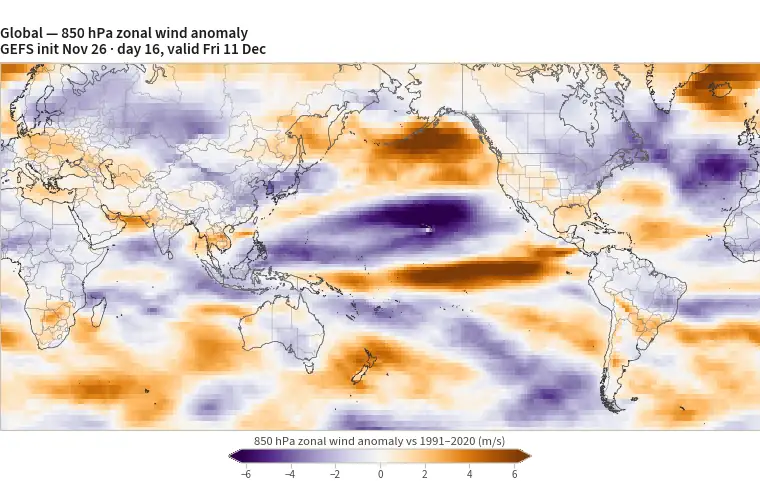 Global — 850 hPa zonal wind anomaly
GEFS init Nov 26 · day 16, valid Fri 11 Dec
850 hPa zonal wind anomaly vs 1991–2020 (m/s)
−6 −4 −2 0 2 4 6